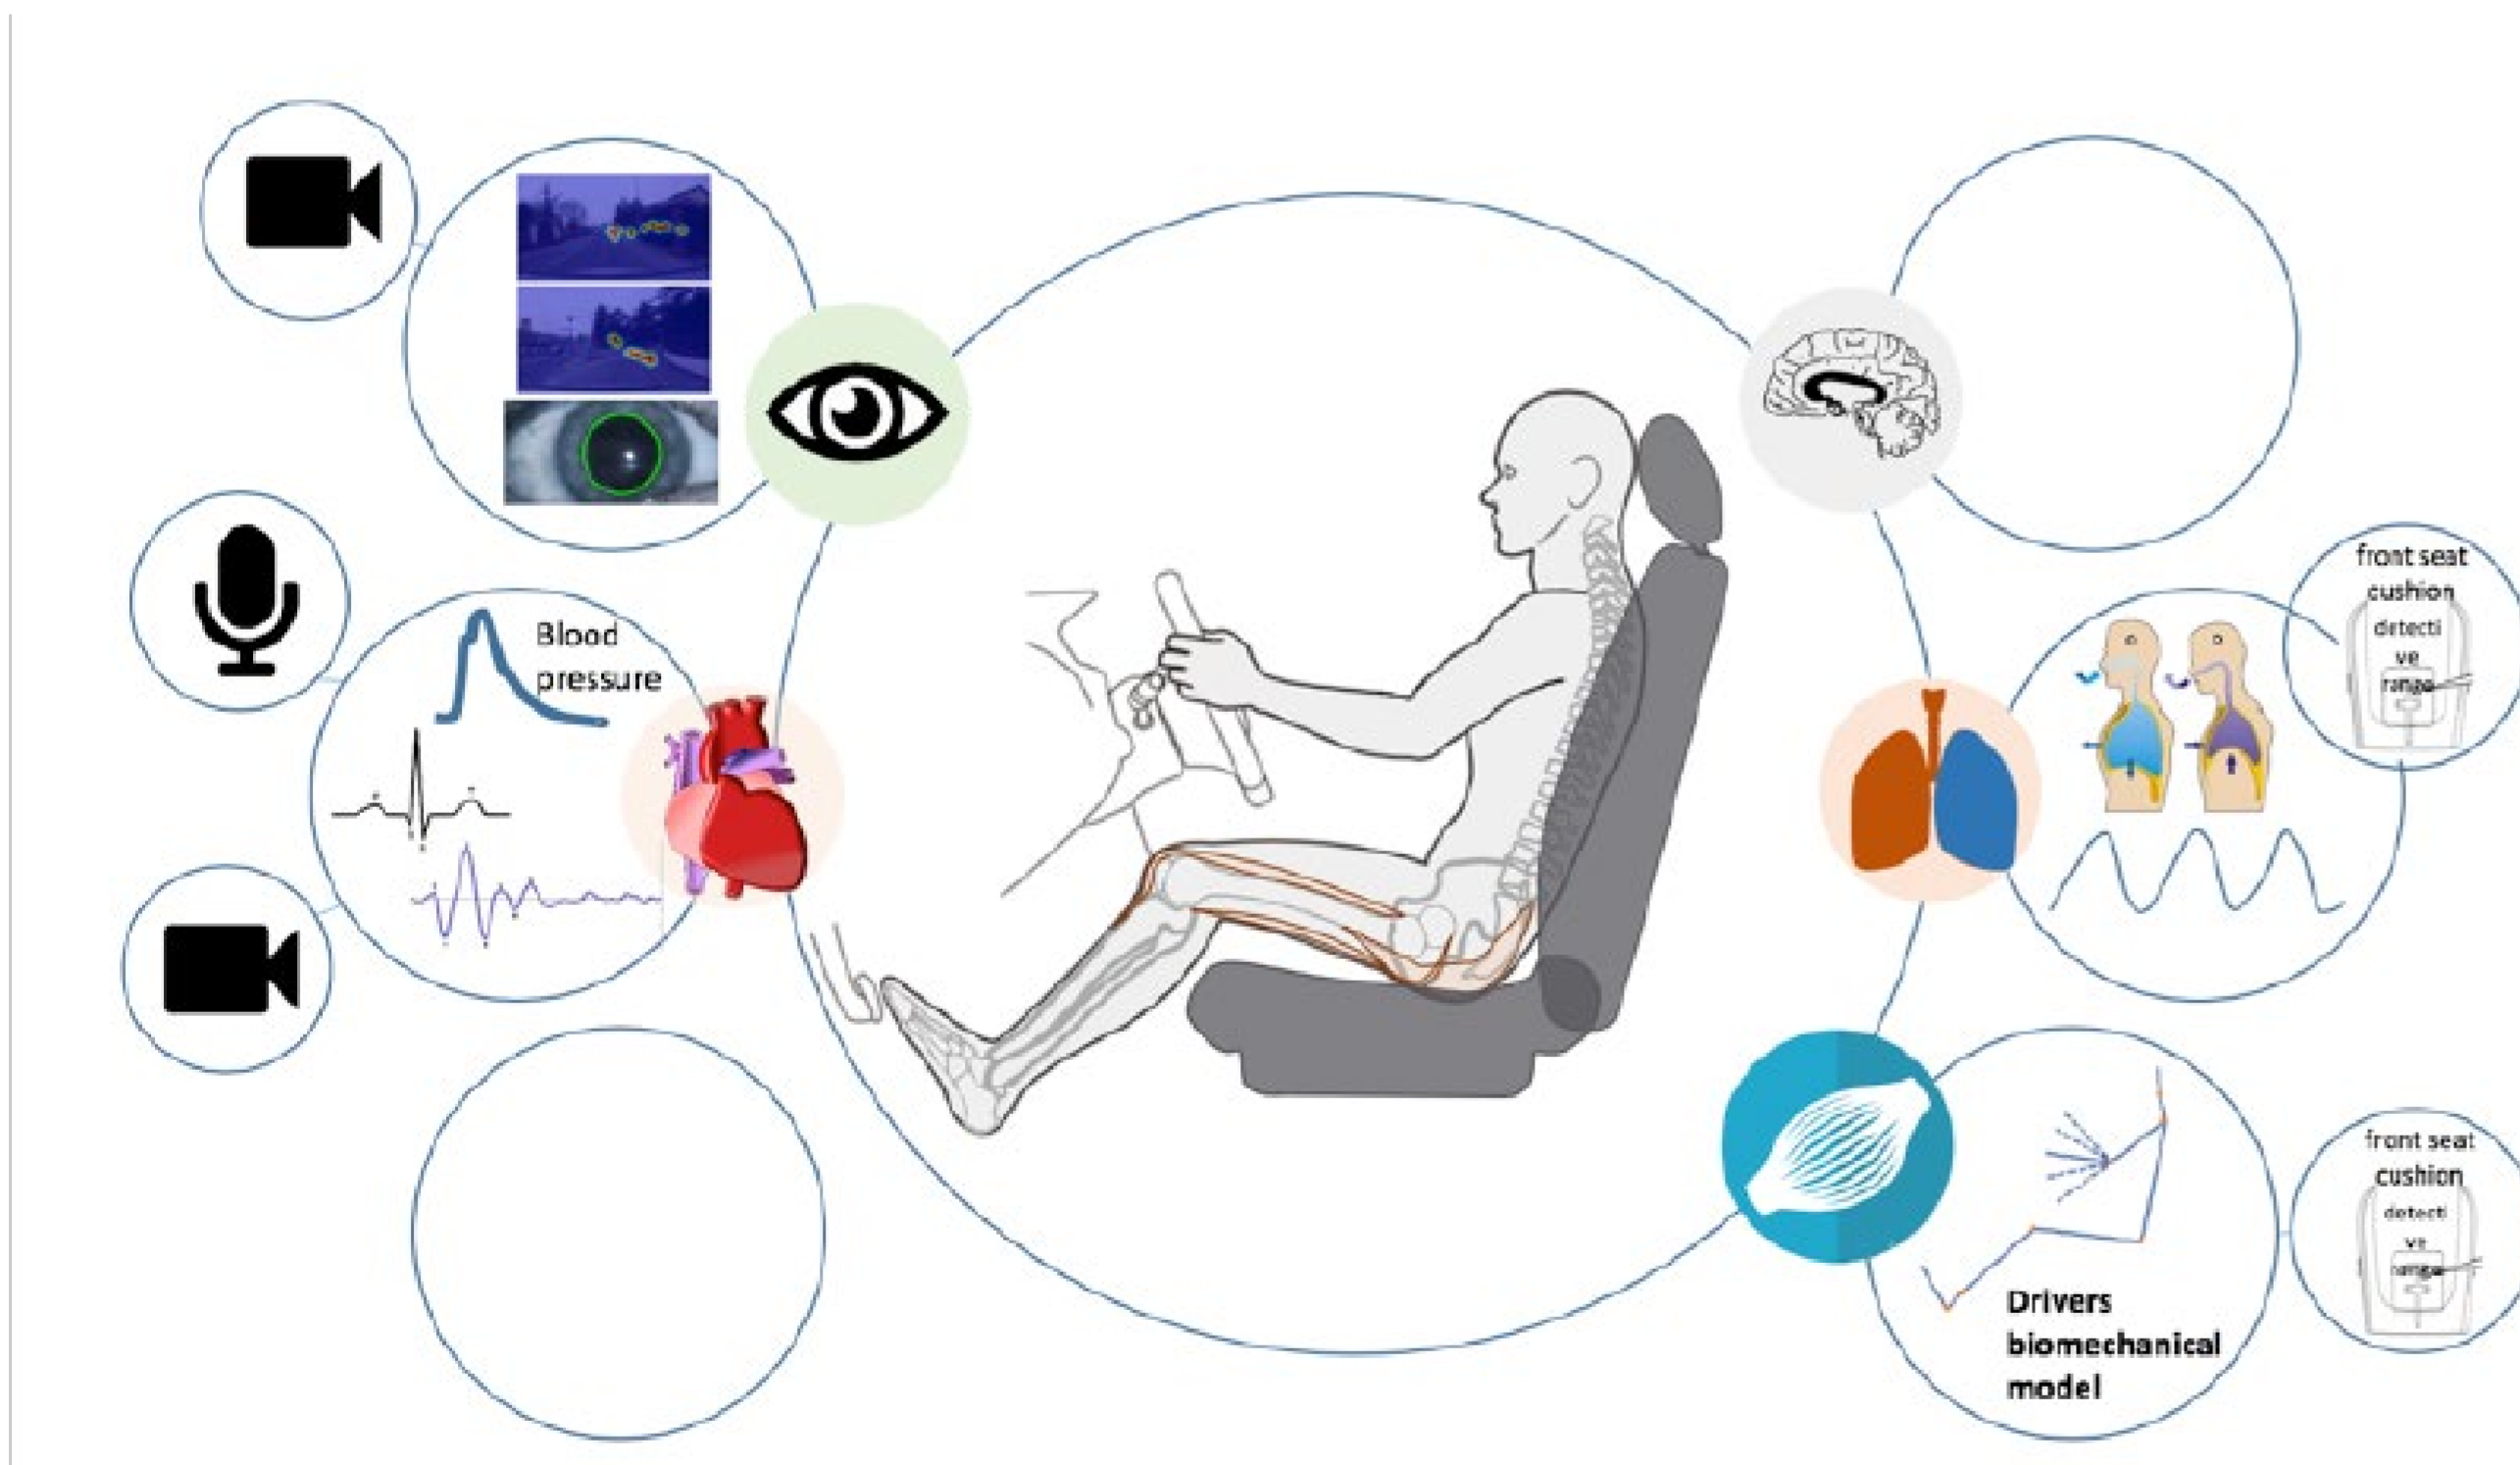 Blood
pressure
front seat
cushion
detecti
ve
range
front seat
cushion
detecti
ve
range
Drivers
biomechanical
model